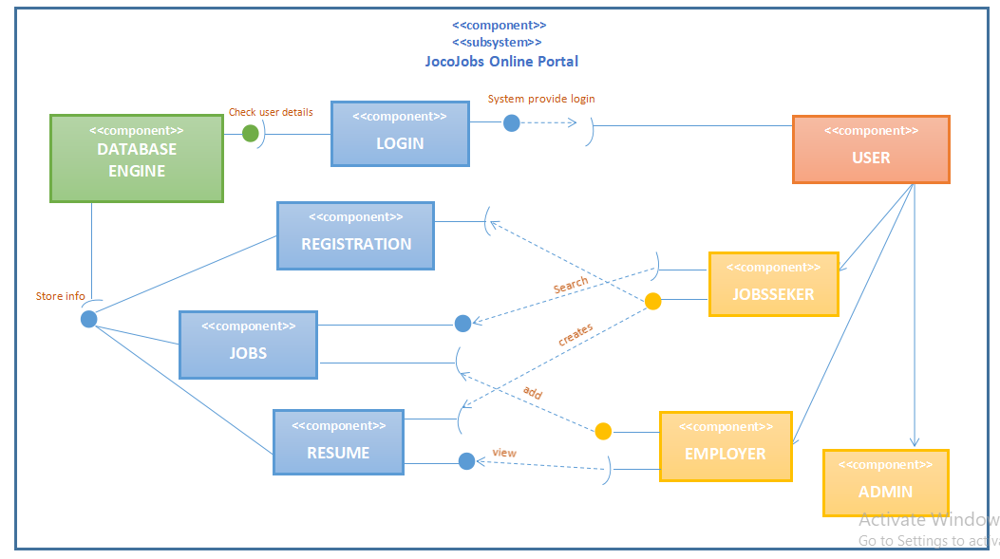 <<component>>
<<subsystem>>
JocoJobs Online Portal
System provide login
Check user details
<<component>>
LOGIN
<<component>>
DATABASE
ENGINE
<<component>>
USER
<<component>>
REGISTRATION
<<component>>
JOBSSEKER
Search
Store info
<<component>>
JOBS
creates
add
<<component>>
RESUME
view
<<component>>
EMPLOYER
<<component>>
ADMIN
Activate Window
Go to Settings to activa